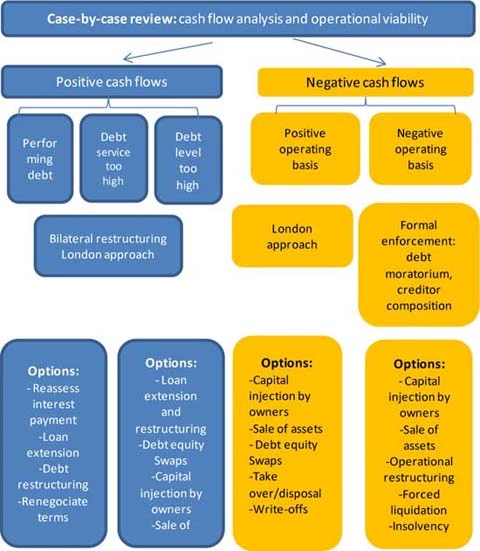 Case-by-case review: cash flow analysis and operational viability
Positive cash flows
Negative cash flows
Perfor
ming
debt
Debt
service
too
high
Debt
level too
high
Positive
operating
basis
Negative
operating
basis
Bilateral restructuring
London approach
London
approach
Formal
enforcement:
debt
moratorium,
creditor
composition
Options:
- Reassess
interest
payment
-Loan
extension
-Debt
restructuring
-Renegociate
terms
Options:
- Loan
extension
and
restructuring
-Debt equity
Swaps
- Capital
injection by
owners
-Sale of
Options:
-Capital
injection by
owners
-Sale of assets
- Debt equity
Swaps
-Take
over/disposal
-Write-offs
Options:
- Capital
injection by
owners
-Sale of
assets
-Operational
restructuring
-Forced
liquidation
-Insolvency